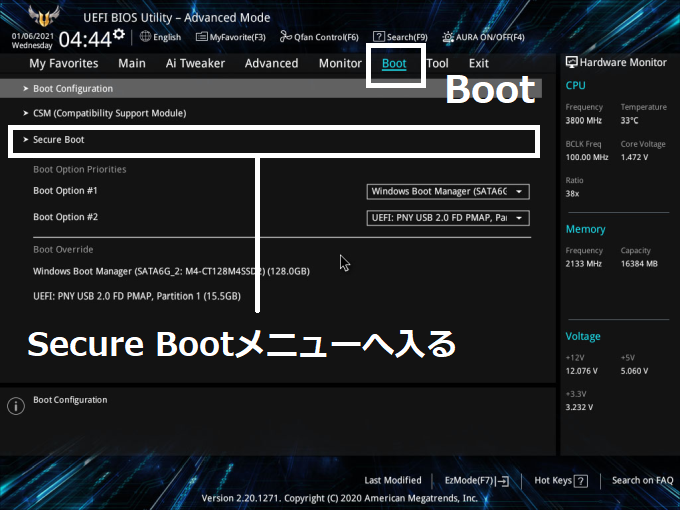 UEFI BIOS Utility – Advanced Mode
01/06/2021
Wednesday
04:44
English
MyFavorite(F3)
Qfan Control(F6)
Search(F9)
AURA ON/OFF(F4)
My Favorites
Main
Ai Tweaker
Advanced
Monitor
Boot
Tool
Exit
Boot
Boot Configuration
CSM (Compatibility Support Module)
Secure Boot
Boot Option Priorities
Boot Option #1
Windows Boot Manager (SATA6G
Boot Option #2
UEFI: PNY USB 2.0 FD PMAP, Part
Boot Override
Windows Boot Manager (SATA6G_2: M4-CT128M4SSD2) (128.0GB)
UEFI: PNY USB 2.0 FD PMAP, Partition 1 (15.5GB)
Secure Bootメニューへ入る
Boot Configuration
Hardware Monitor
CPU
Frequency
Temperature
3800 MHz
33°C
BCLK Freq
Core Voltage
100.00 MHz
1.472 V
Ratio
38x
Memory
Frequency
Capacity
2133 MHz
16384 MB
Voltage
+12V
+5V
12.076 V
5.060 V
+3.3V
3.232 V
Last Modified
EzMode(F7)
Hot Keys ?
Search on FAQ
Version 2.20.1271. Copyright (C) 2020 American Megatrends, Inc.